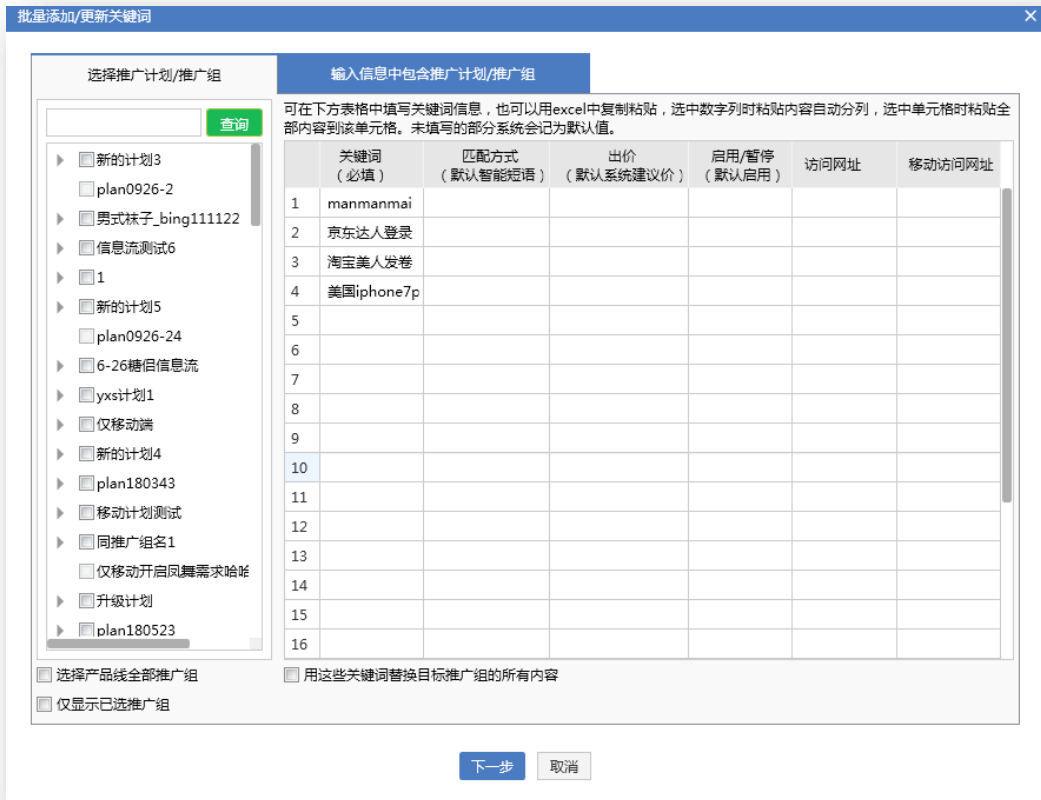 批量添加/更新关键词
选择推广计划/推广组
输入信息中包含推广计划/推广组
查询
新的计划3
plan0926-2
男式袜子_bing111122
信息流测试6
1
新的计划5
plan0926-24
6-26糖侣信息流
yxs计划1
仅移动端
新的计划4
plan180343
移动计划测试
同推广组名1
仅移动开启凤舞需求哈哈
升级计划
plan180523
选择产品线全部推广组
仅显示已选推广组
可在下方表格中填写关键词信息，也可以用excel中复制粘贴，选中数字列时粘贴内容自动分列，选中单元格时粘贴全
部内容到该单元格。未填写的部分系统会记为默认值。
关键词 匹配方式 出价 启用/暂停 访问网址 移动访问网址
（必填） （默认智能短语） （默认系统建议价） （默认启用）
1 manmanmai
2 京东达人登录
3 淘宝美人发卷
4 美国iphone7p
5
6
7
8
9
10
11
12
13
14
15
16
用这些关键词替换目标推广组的所有内容
下一步 取消